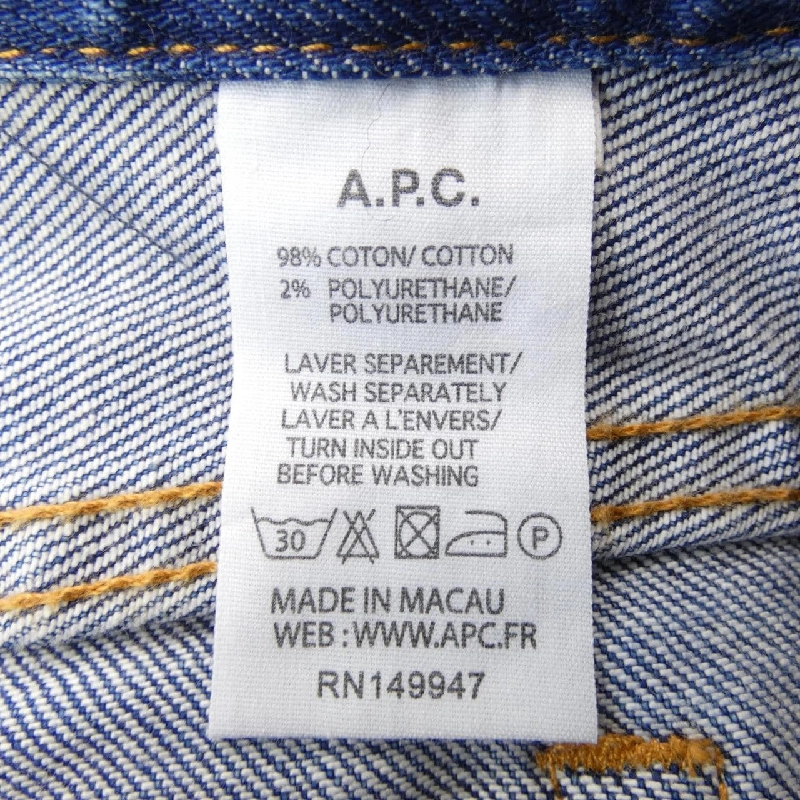 A.P.C.
98% COTON/ COTTON
2% POLYURETHANE/
POLYURETHANE
LAVER SEPAREMENT/
WASH SEPARATELY
LAVER A L'ENVERS/
TURN INSIDE OUT
BEFORE WASHING
30 P
MADE IN MACAU
WEB : WWW.APC.FR
RN149947